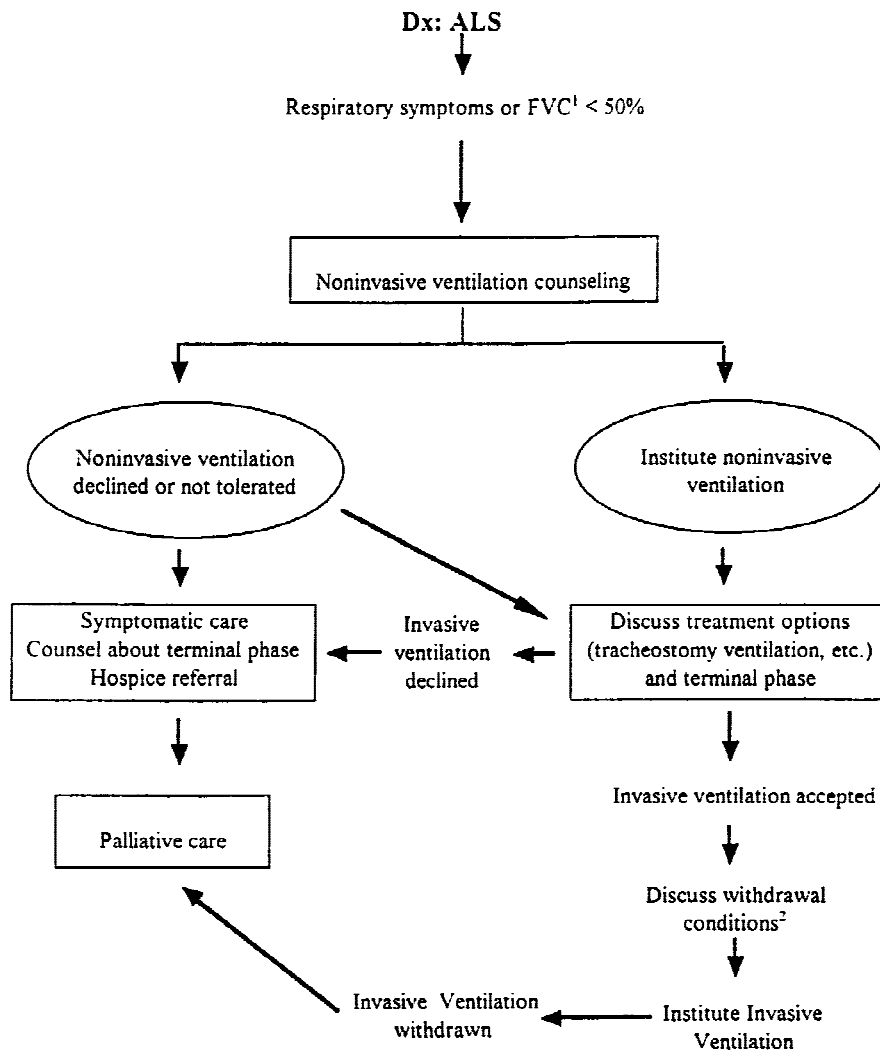 Dx: ALS
Respiratory symptoms or FVC¹ < 50%
Noninvasive ventilation counseling
Noninvasive ventilation
declined or not tolerated
Institute noninvasive
ventilation
Symptomatic care
Counsel about terminal phase
Hospice referral
Invasive
ventilation
declined
Discuss treatment options
(tracheostomy ventilation, etc.)
and terminal phase
Invasive ventilation accepted
Palliative care
Discuss withdrawal
conditions²
Invasive Ventilation
withdrawn
Institute Invasive
Ventilation